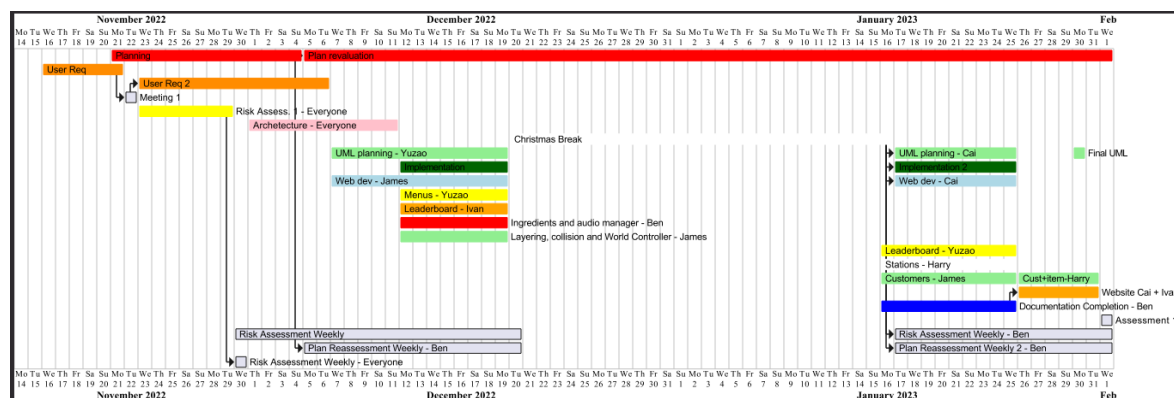 November 2022 December 2022 January 2023 Feb
Mo Tu We Th Fr Sa Su Mo Tu We Th Fr Sa Su Mo Tu We Th Fr Sa Su Mo Tu We Th Fr Sa Su Mo Tu We Th Fr Sa Su Mo Tu We Th Fr Sa Su Mo Tu We Th Fr Sa Su Mo Tu We Th Fr Sa Su Mo Tu We Th Fr Sa Su Mo Tu We Th Fr Sa Su Mo Tu We Th Fr Sa Su Mo Tu We
14 15 16 17 18 19 20 21 22 23 24 25 26 27 28 29 30 1 2 3 4 5 6 7 8 9 10 11 12 13 14 15 16 17 18 19 20 21 22 23 24 25 26 27 28 29 30 31 1 2 3 4 5 6 7 8 9 10 11 12 13 14 15 16 17 18 19 20 21 22 23 24 25 26 27 28 29 30 31 1
Planning Plan revaluation
User Req
User Req 2
Meeting 1
Risk Assess. 1 - Everyone
Archetecture - Everyone
Christmas Break
UML planning - Yuzao UML planning - Cai Final UML
Implementation Implementation 2
Web dev - James Web dev - Cai
Menus - Yuzao
Leaderboard - Ivan
Ingredients and audio manager - Ben
Layering, collision and World Controller - James
Leaderboard - Yuzao
Stations - Harry
Customers - James Cust+item-Harry
Website Cai + Iva
Documentation Completion - Ben
Assessment 1
Risk Assessment Weekly Risk Assessment Weekly - Ben
Plan Reassessment Weekly - Ben Plan Reassessment Weekly 2 - Ben
Risk Assessment Weekly - Everyone
Mo Tu We Th Fr Sa Su Mo Tu We Th Fr Sa Su Mo Tu We Th Fr Sa Su Mo Tu We Th Fr Sa Su Mo Tu We Th Fr Sa Su Mo Tu We Th Fr Sa Su Mo Tu We Th Fr Sa Su Mo Tu We Th Fr Sa Su Mo Tu We Th Fr Sa Su Mo Tu We Th Fr Sa Su Mo Tu We Th Fr Sa Su Mo Tu We
14 15 16 17 18 19 20 21 22 23 24 25 26 27 28 29 30 1 2 3 4 5 6 7 8 9 10 11 12 13 14 15 16 17 18 19 20 21 22 23 24 25 26 27 28 29 30 31 1 2 3 4 5 6 7 8 9 10 11 12 13 14 15 16 17 18 19 20 21 22 23 24 25 26 27 28 29 30 31 1
November 2022 December 2022 January 2023 Feb